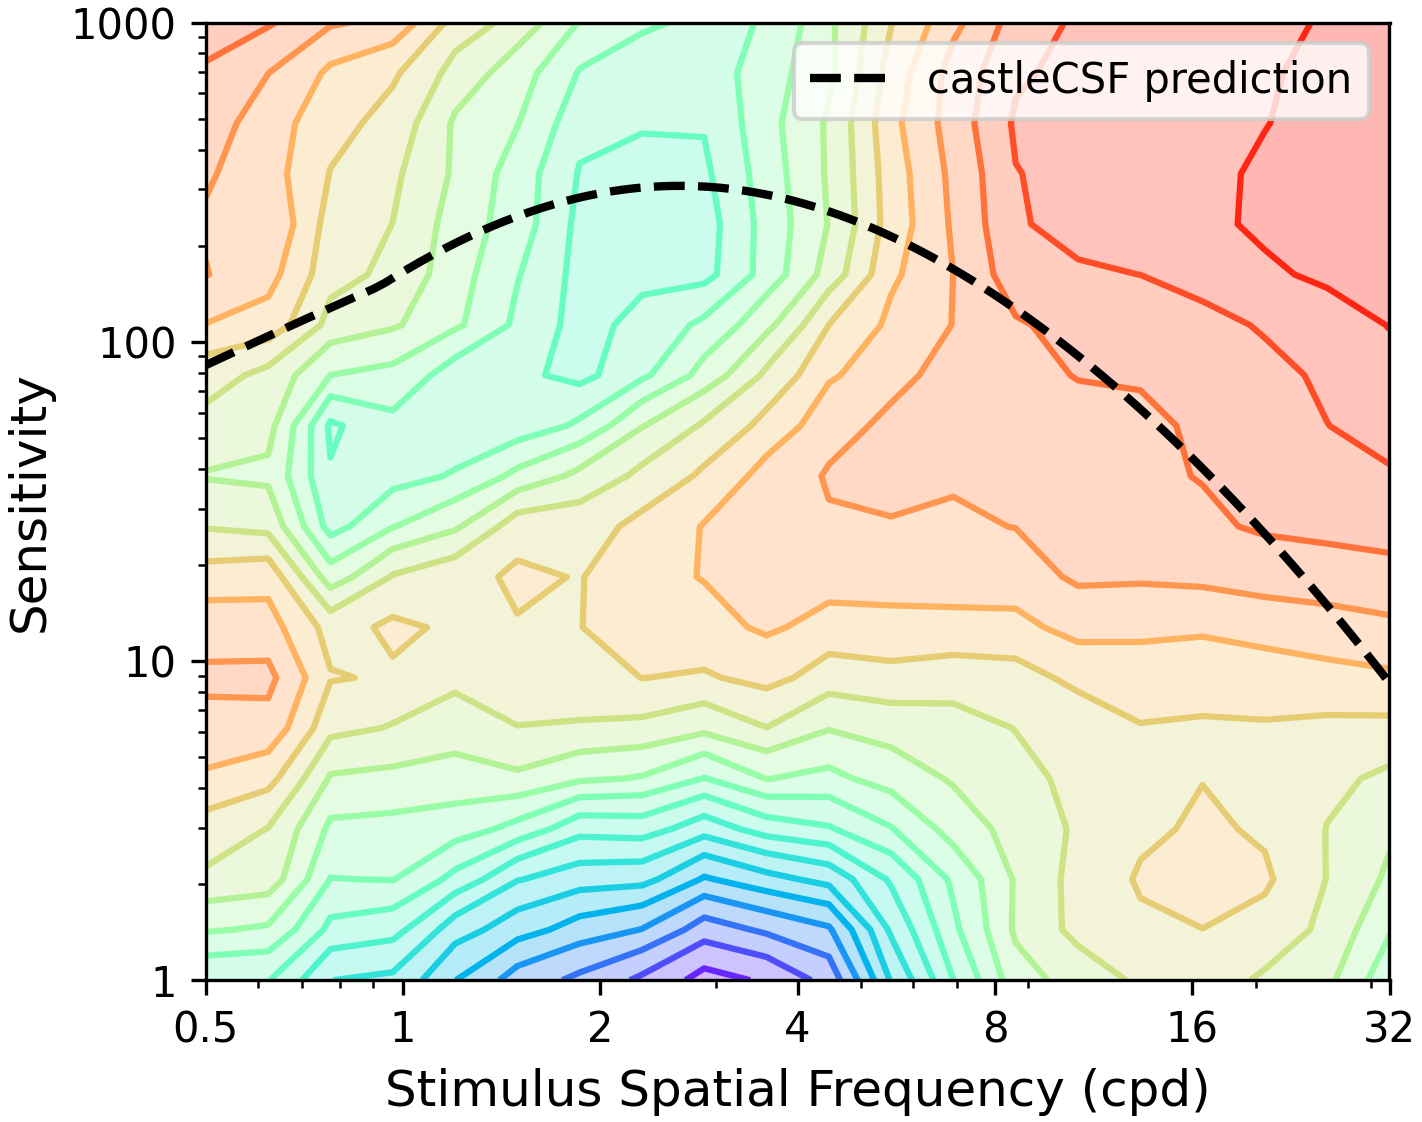 1000
castleCSF prediction
100
Sensitivity
10
1
0.5 1 2 4 8 16 32
Stimulus Spatial Frequency (cpd)